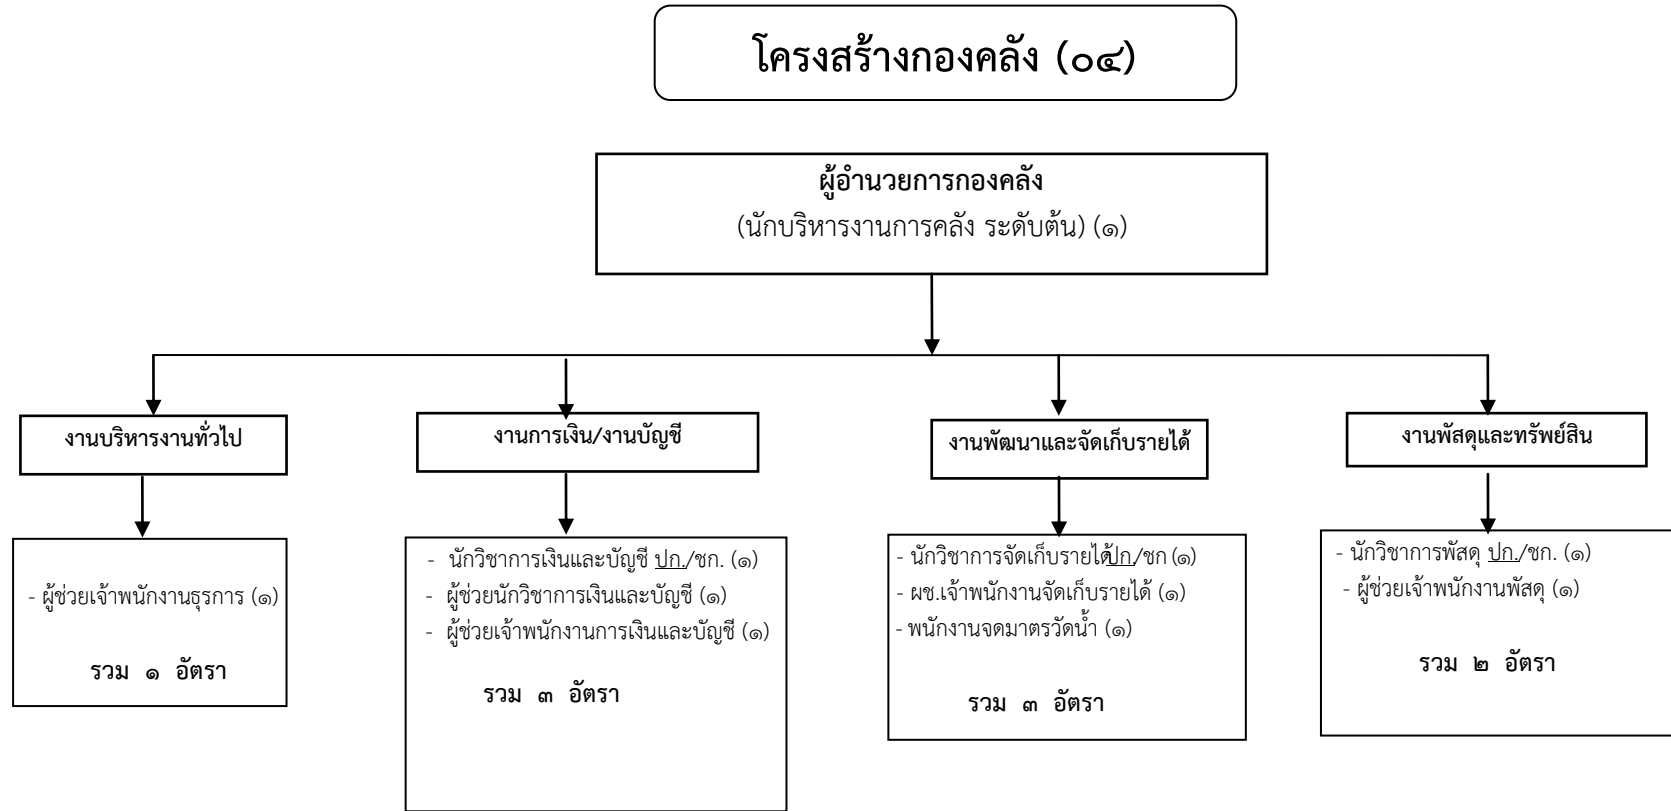 โครงสร้างกองคลัง (๐๔)
ผู้อำนวยการกองคลัง
(นักบริหารงานการคลัง ระดับต้น) (๑)
งานบริหารงานทั่วไป
- ผู้ช่วยเจ้าพนักงานธุรการ (๑)
รวม ๑ อัตรา
งานการเงิน/งานบัญชี
- นักวิชาการเงินและบัญชี ปก./ชก. (๑)
- ผู้ช่วยนักวิชาการเงินและบัญชี (๑)
- ผู้ช่วยเจ้าพนักงานการเงินและบัญชี (๑)
รวม ๓ อัตรา
งานพัฒนาและจัดเก็บรายได้
- นักวิชาการจัดเก็บรายได้ปก./ชก (๑)
- ผช.เจ้าพนักงานจัดเก็บรายได้ (๑)
- พนักงานจดมาตรวัดน้ำ (๑)
รวม ๓ อัตรา
งานพัสดุและทรัพย์สิน
- นักวิชาการพัสดุ ปก./ชก. (๑)
- ผู้ช่วยเจ้าพนักงานพัสดุ (๑)
รวม ๒ อัตรา